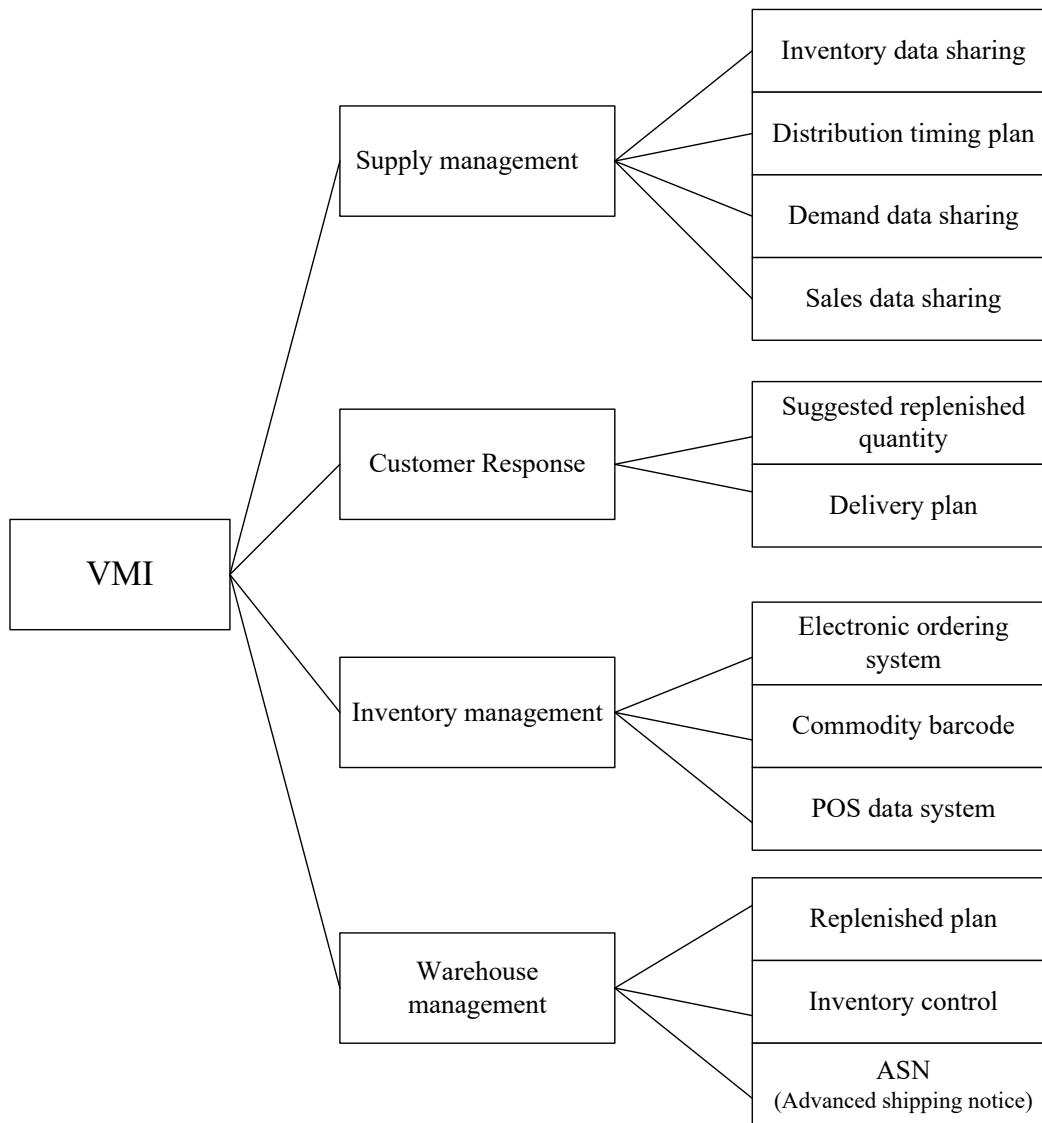 Inventory data sharing
Distribution timing plan
Supply management
Demand data sharing
Sales data sharing
Suggested replenished
quantity
Customer Response
Delivery plan
VMI
Electronic ordering
system
Inventory management
Commodity barcode
POS data system
Replenished plan
Warehouse
management
Inventory control
ASN
(Advanced shipping notice)